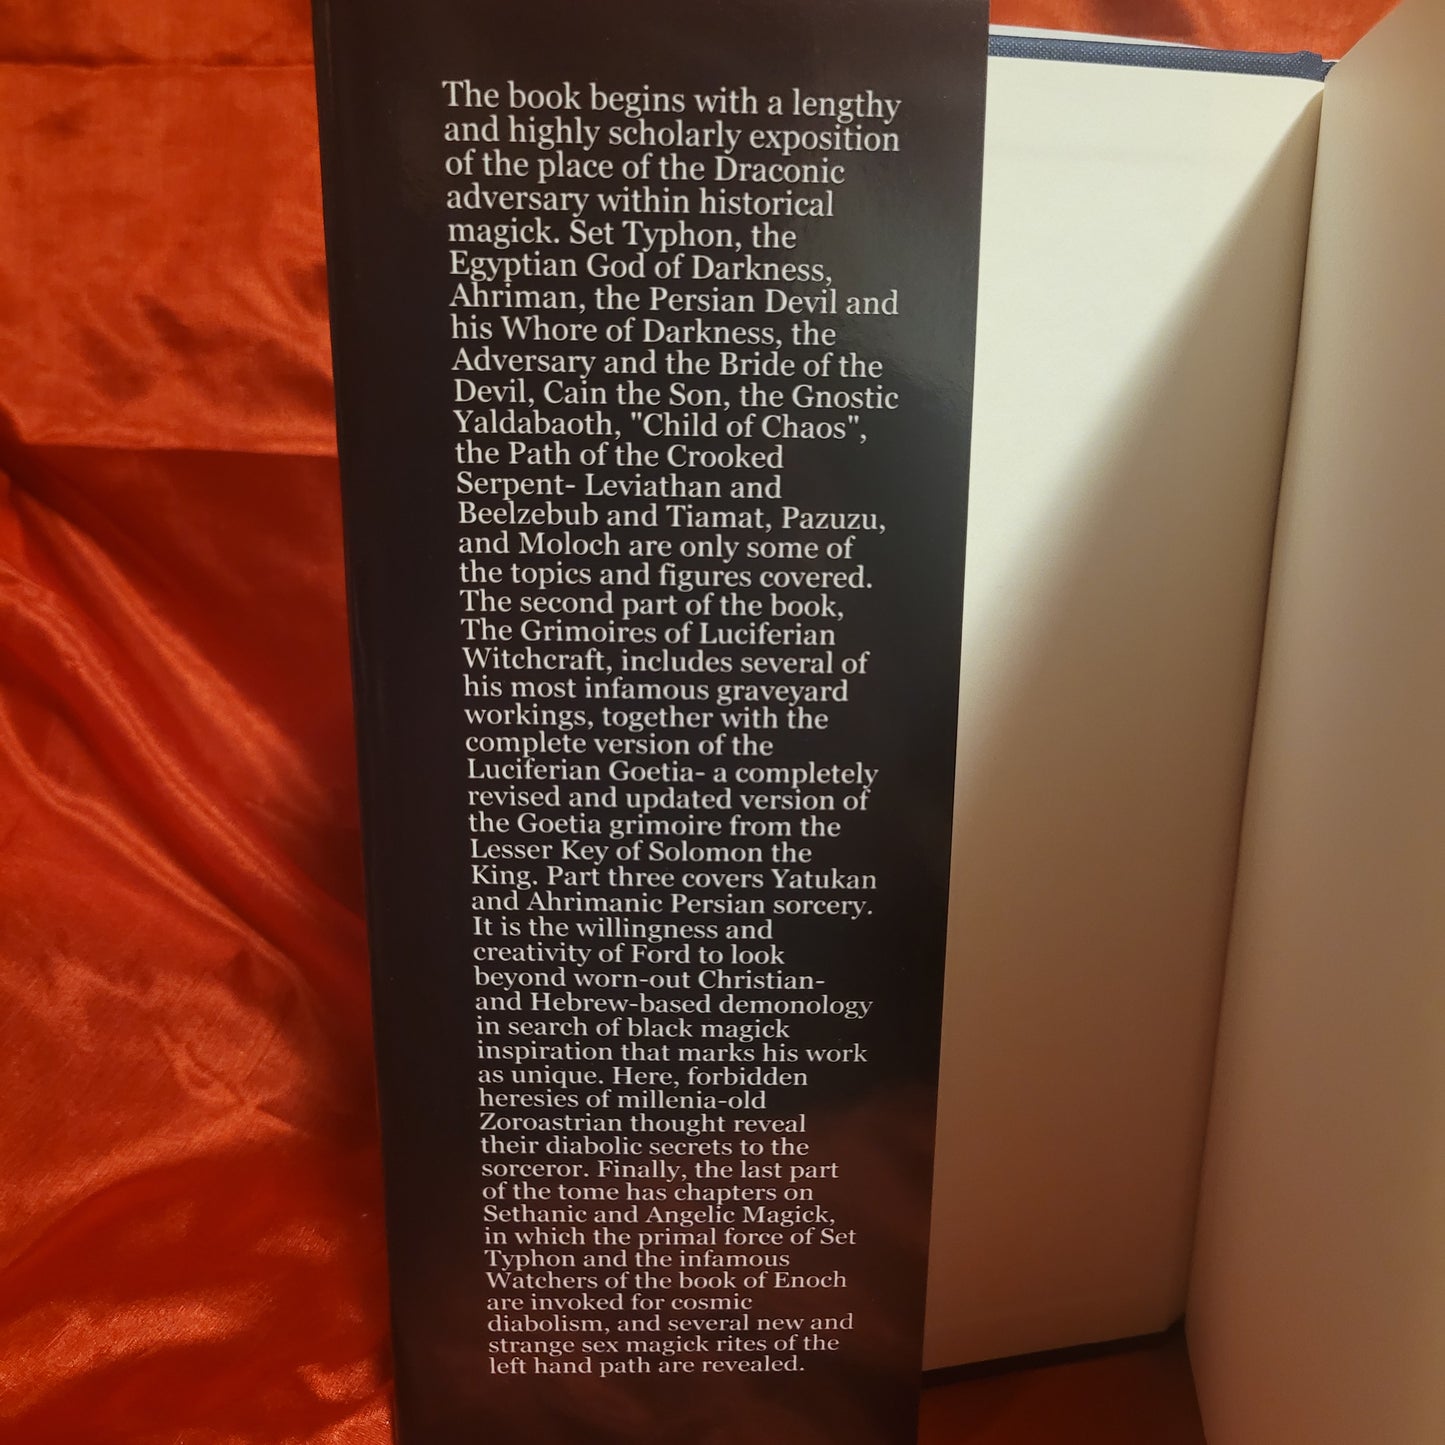 The book begins with a lengthy
and highly scholarly exposition
of the place of the Draconic
adversary within historical
magick. Set Typhon, the
Egyptian God of Darkness,
Ahriman, the Persian Devil and
his Whore of Darkness, the
Adversary and the Bride of the
Devil, Cain the Son, the Gnostic
Yaldabaoth, "Child of Chaos",
the Path of the Crooked
Serpent- Leviathan and
Beelzebub and Tiamat, Pazuzu,
and Moloch are only some of
the topics and figures covered.
The second part of the book,
The Grimoires of Luciferian
Witchcraft, includes several of
his most infamous graveyard
workings, together with the
complete version of the
Luciferian Goetia- a completely
revised and updated version of
the Goetia grimoire from the
Lesser Key of Solomon the
King. Part three covers Yatukan
and Ahrimanic Persian sorcery.
It is the willingness and
creativity of Ford to look
beyond worn-out Christian-
and Hebrew-based demonology
in search of black magick
inspiration that marks his work
as unique. Here, forbidden
heresies of millenia-old
Zoroastrian thought reveal
their diabolic secrets to the
sorceror. Finally, the last part
of the tome has chapters on
Sethanic and Angelic Magick,
in which the primal force of Set
Typhon and the infamous
Watchers of the book of Enoch
are invoked for cosmic
diabolism, and several new and
strange sex magick rites of the
left hand path are revealed.